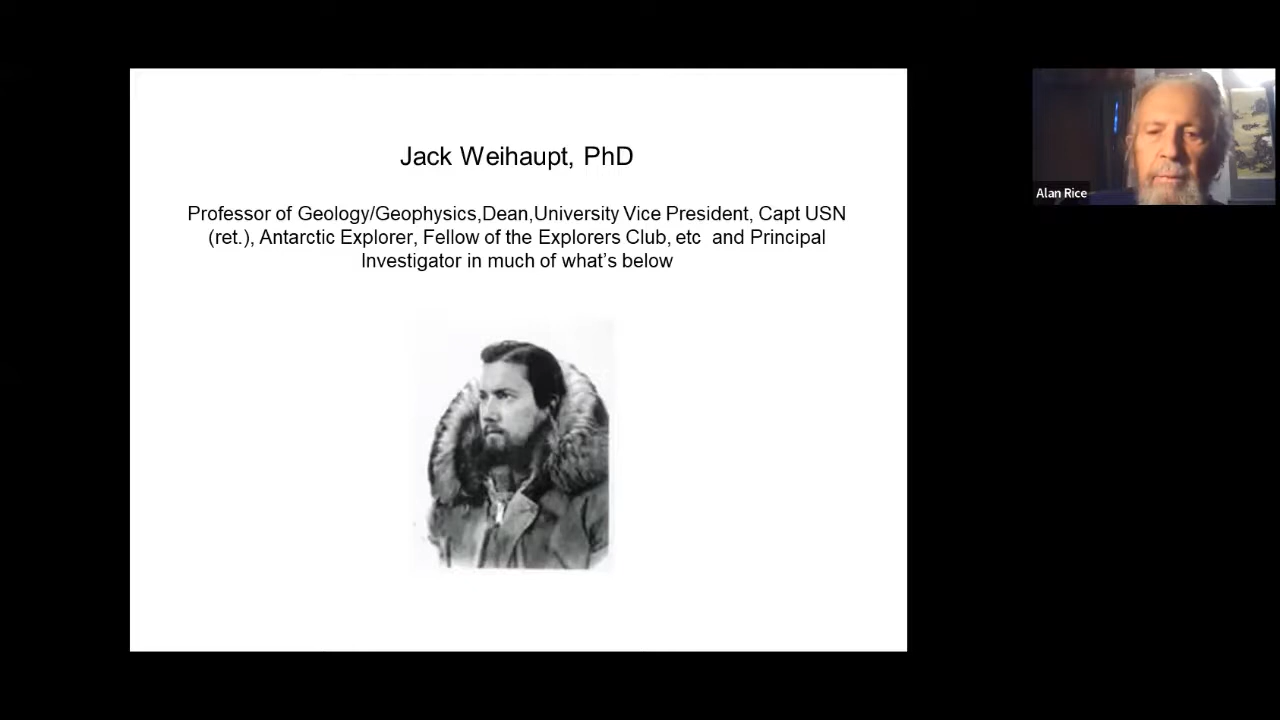 Jack Weihaupt, PhD
Professor of Geology/Geophysics,Dean,University Vice President, Capt USN
(ret.), Antarctic Explorer, Fellow of the Explorers Club, etc and Principal
Investigator in much of what's below
Alan Rice